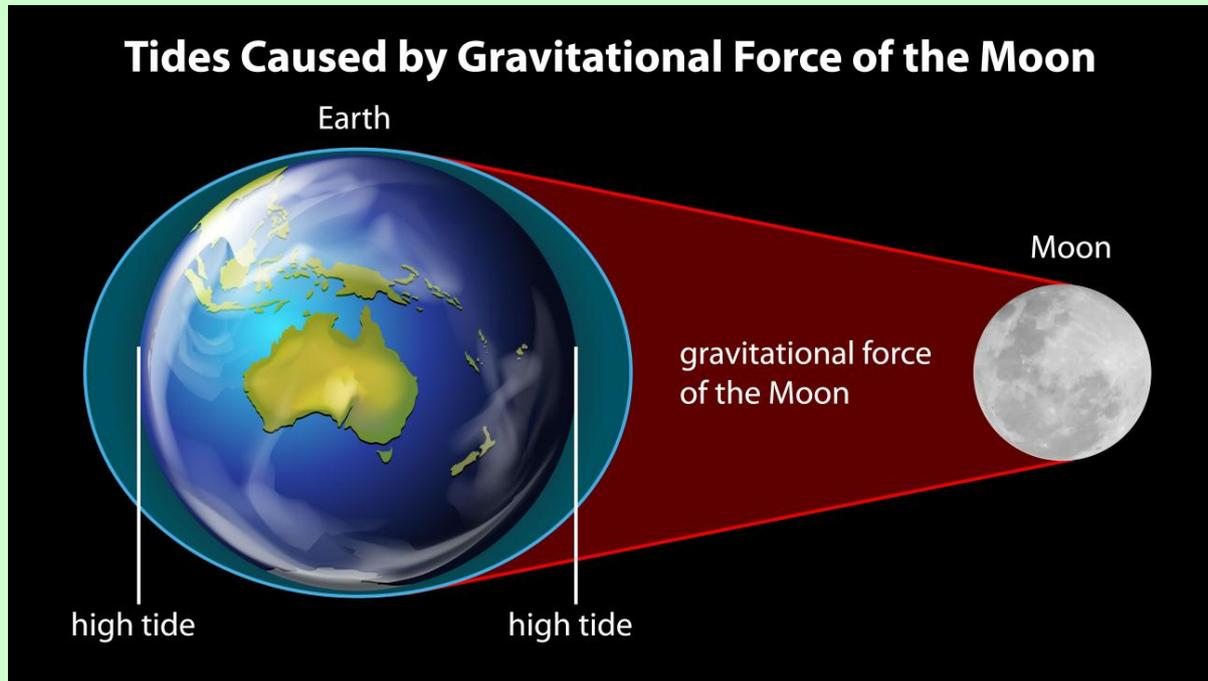 Tides Caused by Gravitational Force of the Moon
Earth
Moon
gravitational force
of the Moon
high tide
high tide